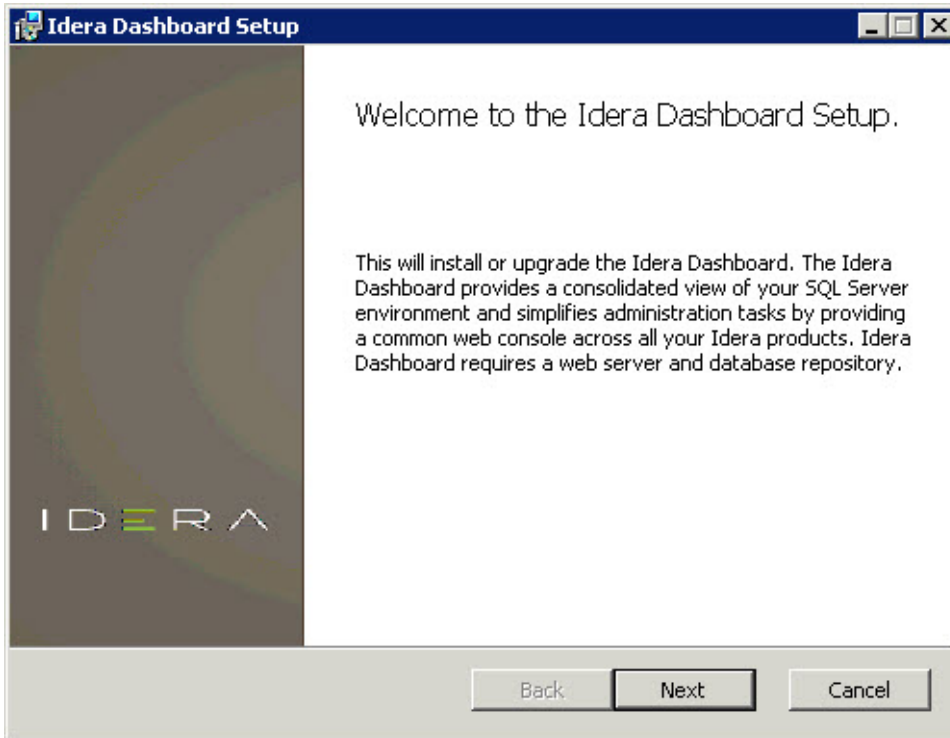 Idera Dashboard Setup
Welcome to the Idera Dashboard Setup.
This will install or upgrade the Idera Dashboard. The Idera
Dashboard provides a consolidated view of your SQL Server
environment and simplifies administration tasks by providing
a common web console across all your Idera products. Idera
Dashboard requires a web server and database repository.
IDERA
Back Next Cancel